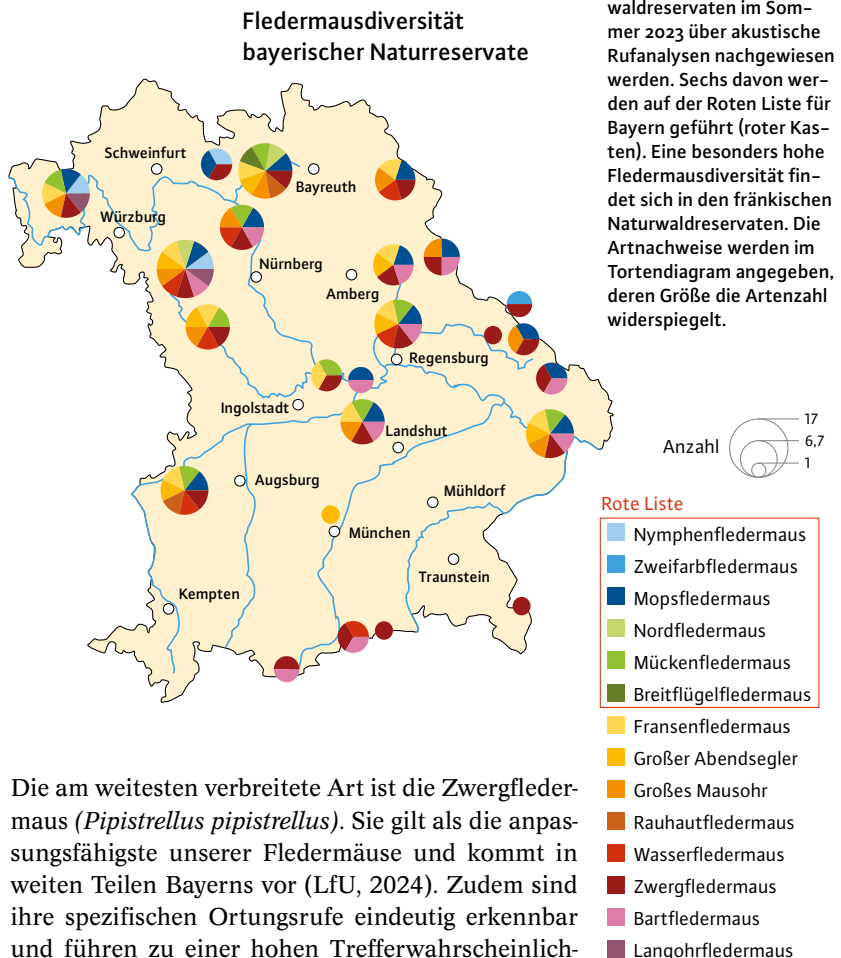 Fledermausdiversität
bayerischer Naturreservate
waldreservaten im Som-
mer 2023 über akustische
Rufanalysen nachgewiesen
werden. Sechs davon wer-
den auf der Roten Liste für
Bayern geführt (roter Kas-
ten). Eine besonders hohe
Fledermausdiversität fin-
det sich in den fränkischen
Naturwaldreservaten. Die
Artnachweise werden im
Tortendiagram angegeben,
deren Größe die Artenzahl
widerspiegelt.
Schweinfurt
Bayreuth
Würzburg
Nürnberg
Amberg
Regensburg
Ingolstadt
Landshut
Augsburg
Mühldorf
München
Traunstein
Kempten
Anzahl
17
6,7
1
Rote Liste
Nymphenfledermaus
Zweifarbfledermaus
Mopsfledermaus
Nordfledermaus
Mückenfledermaus
Breitflügelfledermaus
Fransenfledermaus
Großer Abendsegler
Großes Mausohr
Rauhautfledermaus
Wasserfledermaus
Zwergfledermaus
Bartfledermaus
Langohrfledermaus
Die am weitesten verbreitete Art ist die Zwergfleder-
maus (Pipistrellus pipistrellus). Sie gilt als die anpas-
sungsfähigste unserer Fledermäuse und kommt in
weiten Teilen Bayerns vor (LfU, 2024). Zudem sind
ihre spezifischen Ortungsrufe eindeutig erkennbar
und führen zu einer hohen Trefferwahrscheinlich-